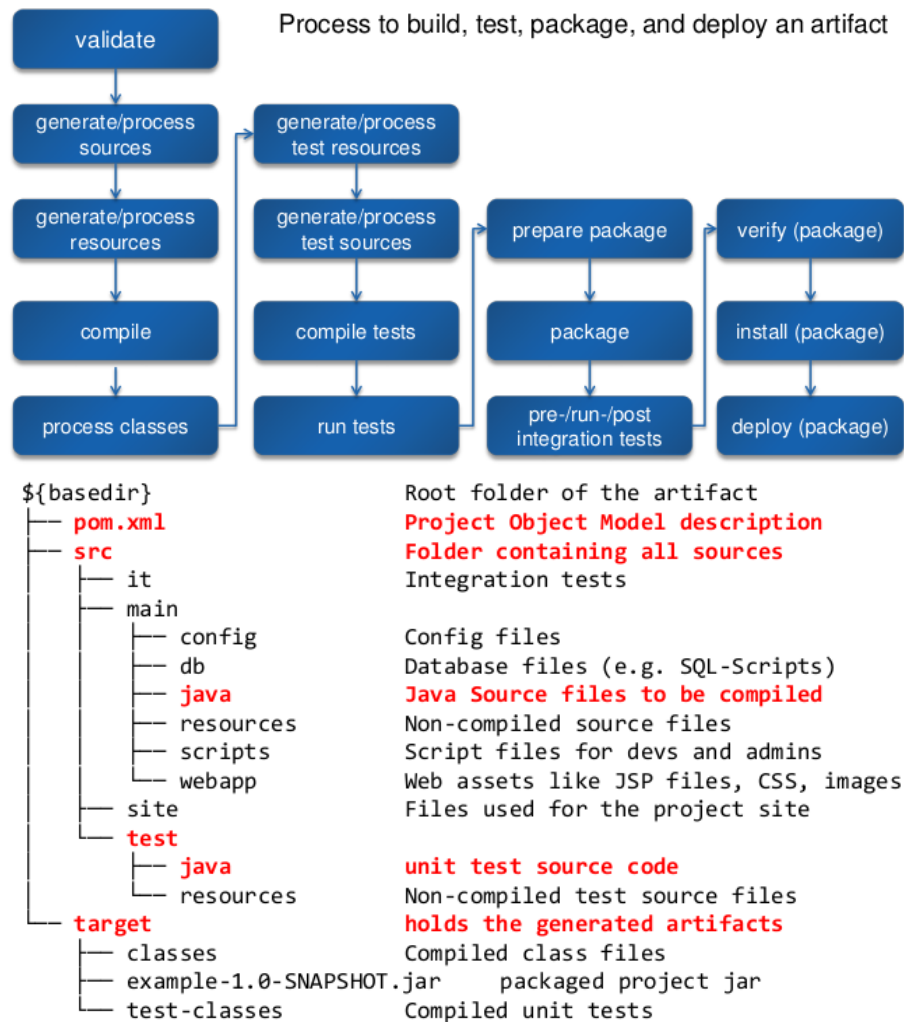 Process to build, test, package, and deploy an artifact
validate
generate/process
sources
generate/process
resources
compile
process classes
generate/process
test resources
generate/process
test sources
compile tests
run tests
prepare package
package
pre-/run-/post
integration tests
verify (package)
install (package)
deploy (package)
${basedir} Root folder of the artifact
├── pom.xml Project Object Model description
├── src Folder containing all sources
│   ├── it Integration tests
│   ├── main
│   │   ├── config Config files
│   │   ├── db Database files (e.g. SQL-Scripts)
│   │   ├── java Java Source files to be compiled
│   │   ├── resources Non-compiled source files
│   │   ├── scripts Script files for devs and admins
│   │   └── webapp Web assets like JSP files, CSS, images
│   ├── site Files used for the project site
│   └── test
│       ├── java unit test source code
│       └── resources Non-compiled test source files
└── target holds the generated artifacts
    ├── classes Compiled class files
    ├── example-1.0-SNAPSHOT.jar packaged project jar
    └── test-classes Compiled unit tests